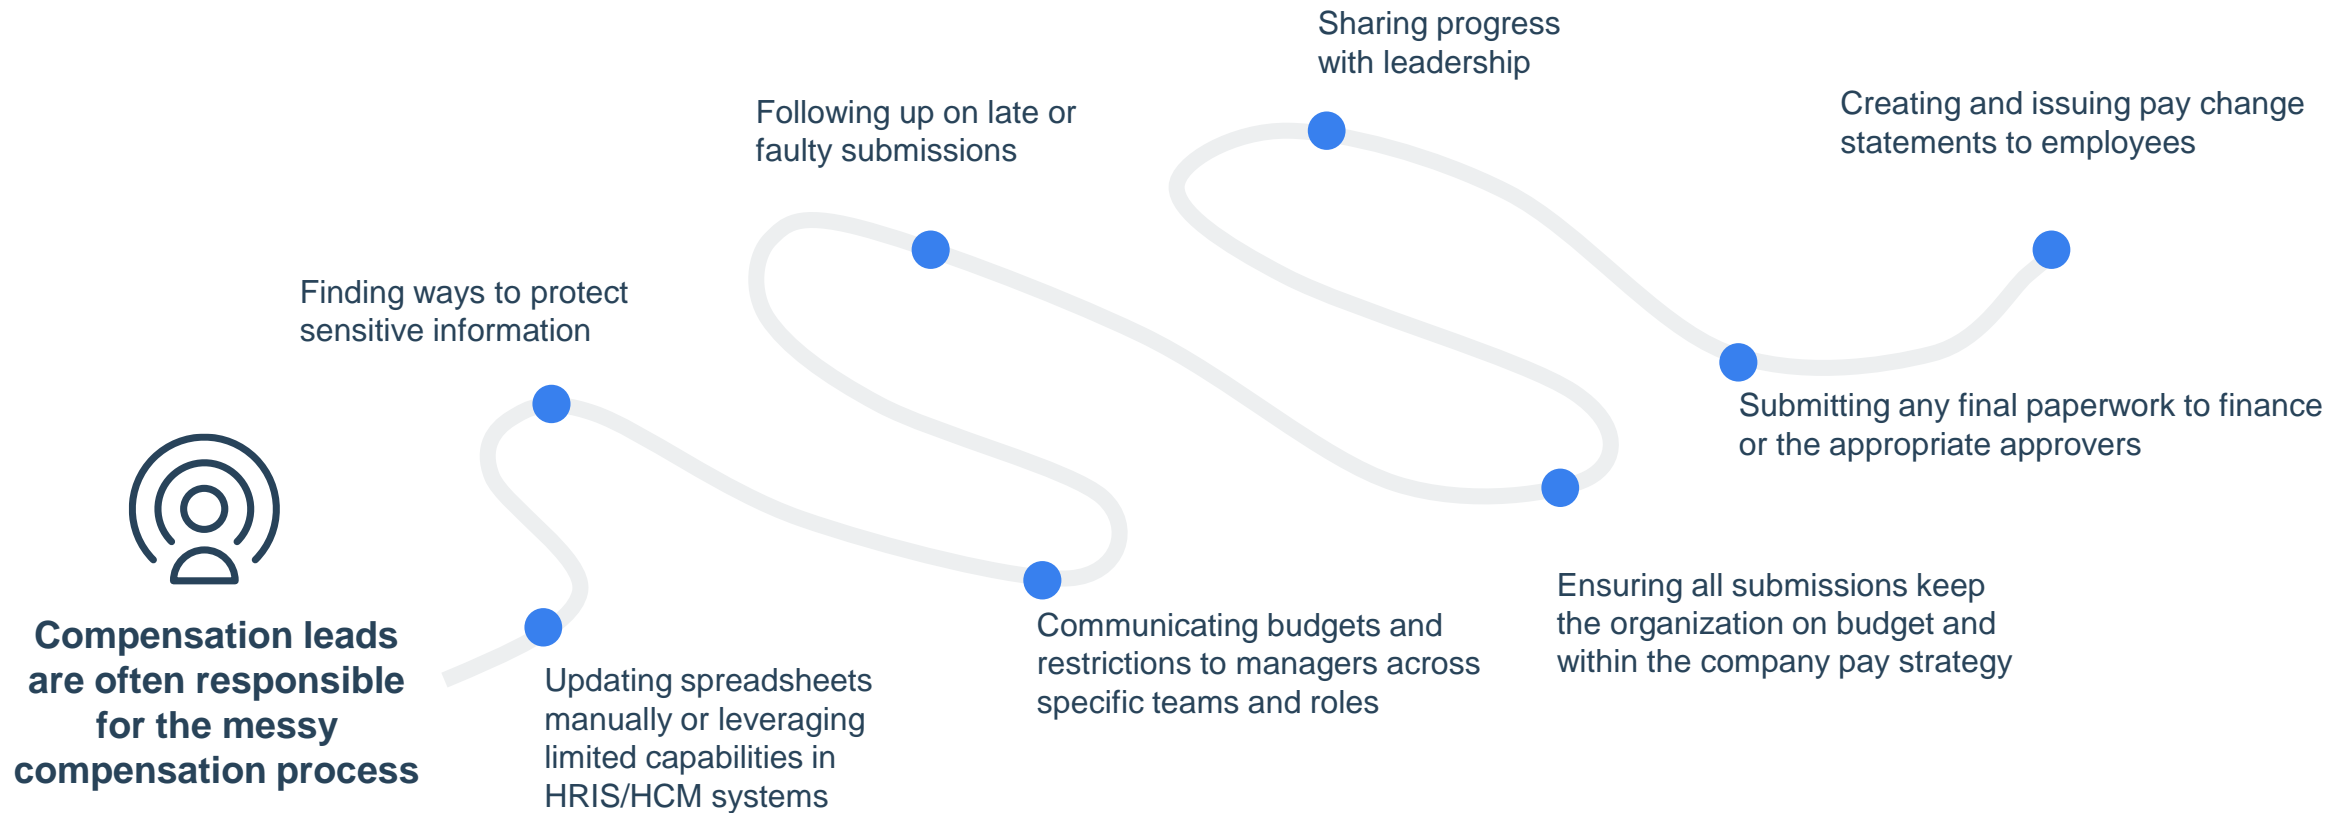 Compensation leads
are often responsible
for the messy
compensation process
Updating spreadsheets
manually or leveraging
limited capabilities in
HRIS/HCM systems
Finding ways to protect
sensitive information
Communicating budgets and
restrictions to managers across
specific teams and roles
Following up on late or
faulty submissions
Ensuring all submissions keep
the organization on budget and
within the company pay strategy
Sharing progress
with leadership
Submitting any final paperwork to finance
or the appropriate approvers
Creating and issuing pay change
statements to employees